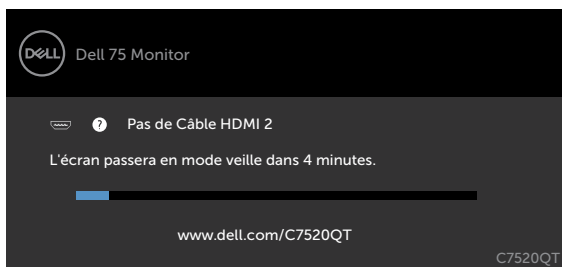 DELL
Dell 75 Monitor
? Pas de Câble HDMI 2
L'écran passera en mode veille dans 4 minutes.
www.dell.com/C7520QT
C7520QT